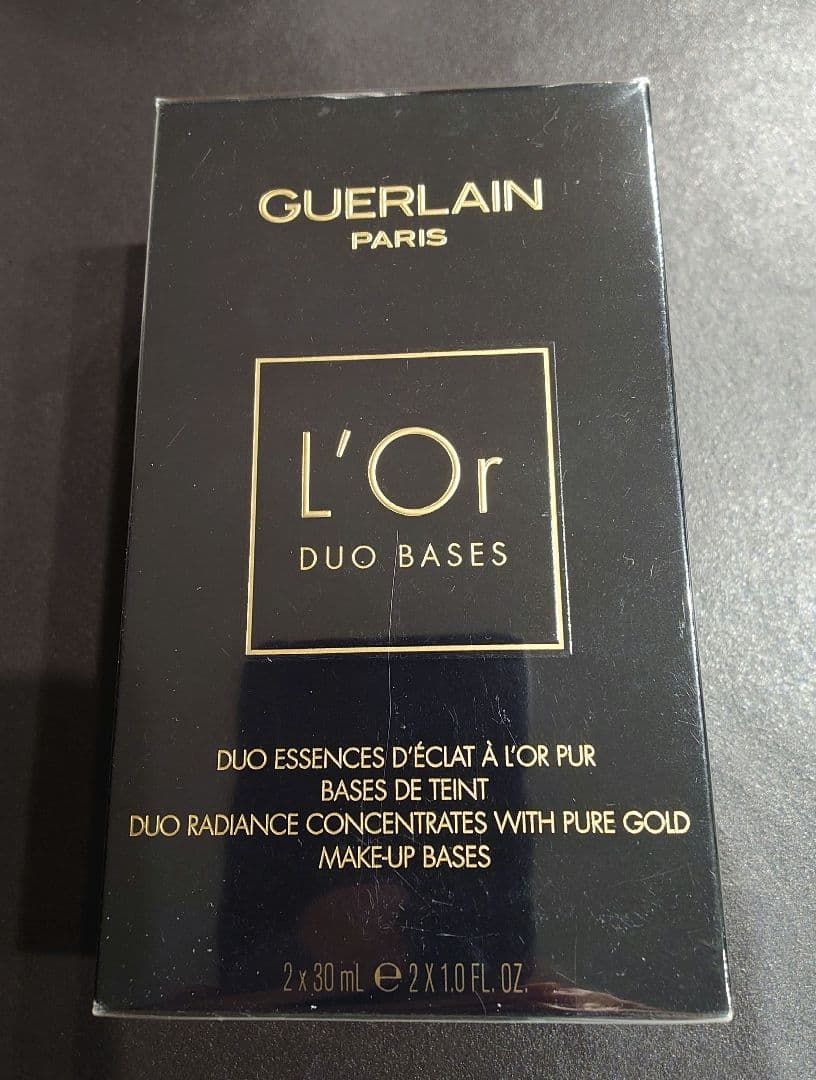 GUERLAIN
PARIS
L'Or
DUO BASES
DUO ESSENCES D'ÉCLAT À L'OR PUR
BASES DE TEINT
DUO RADIANCE CONCENTRATES WITH PURE GOLD
MAKE-UP BASES
2 x 30 mL ℮ 2 X 1.0 FL. OZ.